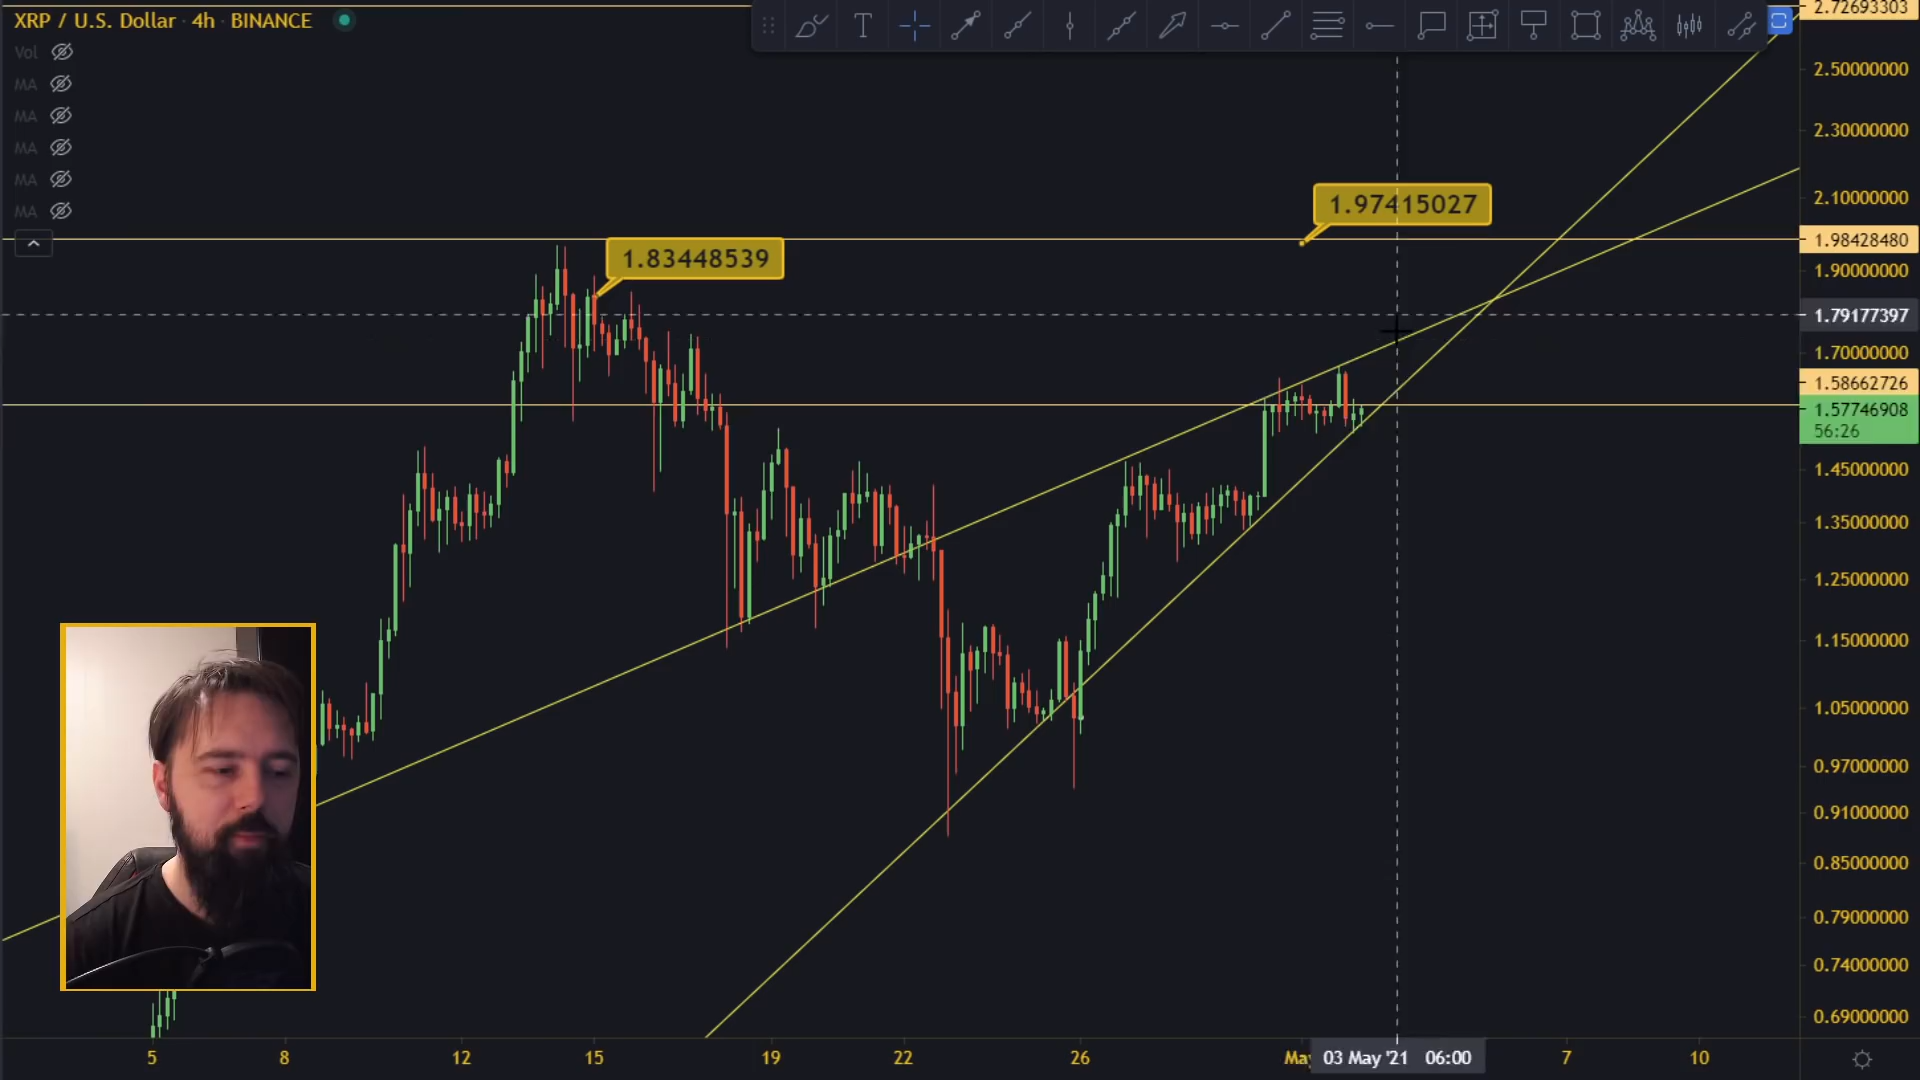 XRP / U.S. Dollar · 4h · BINANCE
Vol
MA
MA
MA
MA
MA
T
1.97415027
1.83448539
2.72693303
2.50000000
2.30000000
2.10000000
1.98428480
1.90000000
1.79177397
1.70000000
1.58662726
1.57746908
56:26
1.45000000
1.35000000
1.25000000
1.15000000
1.05000000
0.97000000
0.91000000
0.85000000
0.79000000
0.74000000
0.69000000
5 8 12 15 19 22 26 May 03 May '21 06:00 7 10